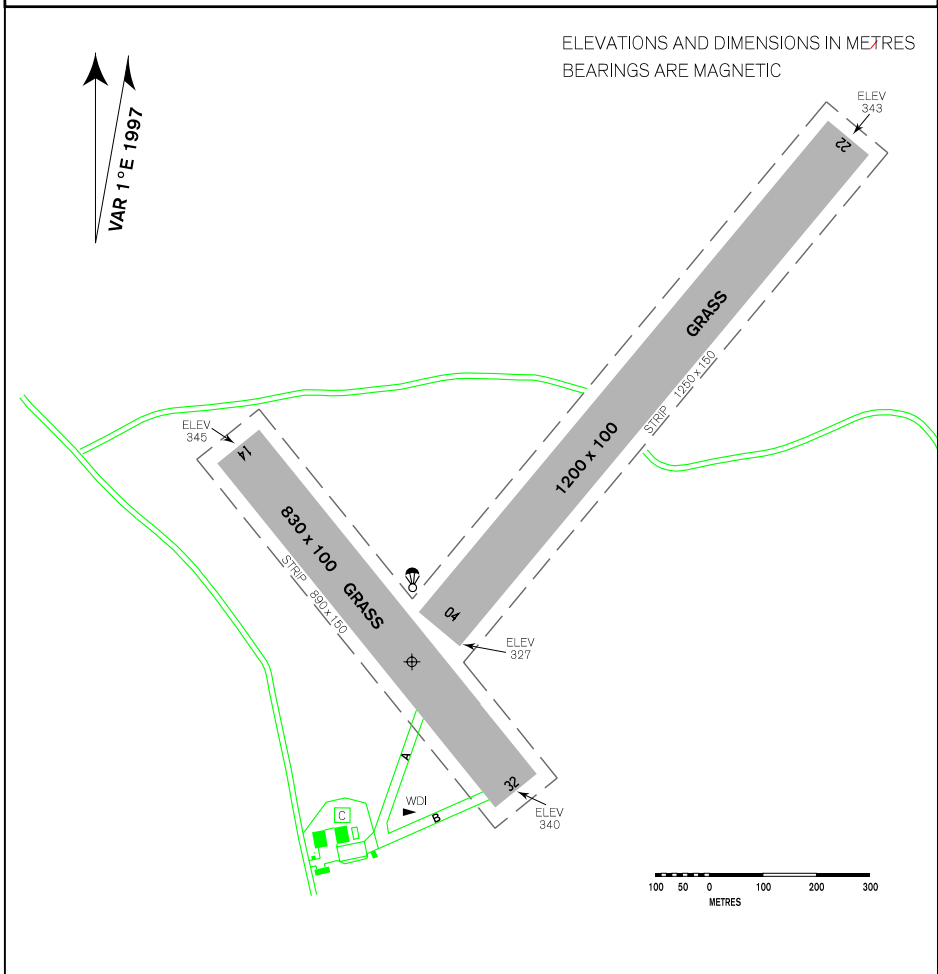 ELEVATIONS AND DIMENSIONS IN METRES
BEARINGS ARE MAGNETIC
VAR 1°E 1997
ELEV
343
22
GRASS
STRIP 1250 x 150
1200 x 100
ELEV
345
14
830 x 100 GRASS
STRIP 890 x 150
04
ELEV
327
A
WDI
B
C
32
ELEV
340
100 50 0 100 200 300
METRES